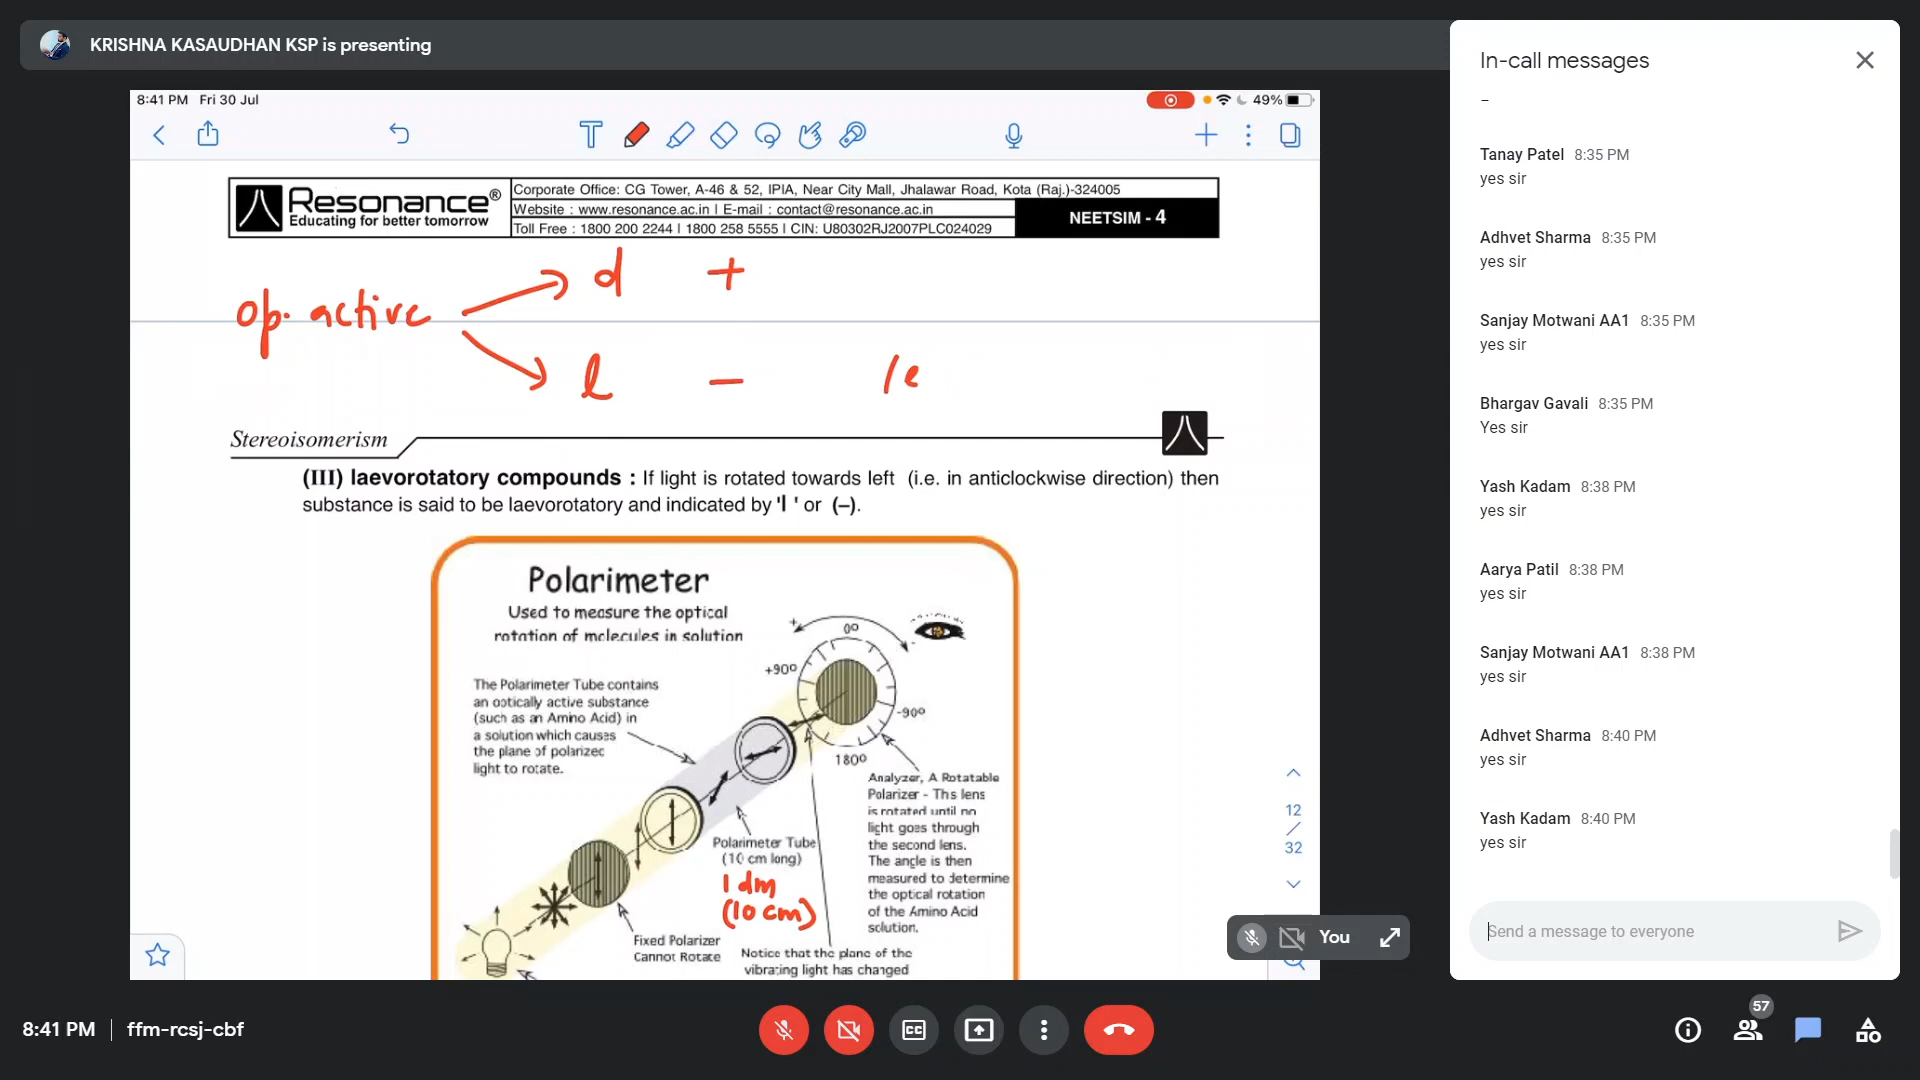 KRISHNA KASAUDHAN KSP is presenting
8:41 PM Fri 30 Jul
49%
Resonance®
Educating for better tomorrow
Corporate Office: CG Tower, A-46 & 52, IPIA, Near City Mall, Jhalawar Road, Kota (Raj.)-324005
Website : www.resonance.ac.in | E-mail : contact@resonance.ac.in
Toll Free : 1800 200 2244 | 1800 258 5555 | CIN: U80302RJ2007PLC024029
NEETSIM - 4
d +
op. active
l −
Stereoisomerism
(III) laevorotatory compounds : If light is rotated towards left (i.e. in anticlockwise direction) then
substance is said to be laevorotatory and indicated by 'l ' or (–).
Polarimeter
Used to measure the optical
rotation of molecules in solution
+ 0º
+90º
-90º
180º
The Polarimeter Tube contains
an optically active substance
(such as an Amino Acid) in
a solution which causes
the plane of polarized
light to rotate.
Analyzer, A Rotatable
Polarizer - This lens
is rotated until no
light goes through
the second lens.
The angle is then
measured to determine
the optical rotation
of the Amino Acid
solution.
Polarimeter Tube
(10 cm long)
1 dm
(10 cm)
Fixed Polarizer
Cannot Rotate
Notice that the plane of the
vibrating light has changed
12
/
32
You
In-call messages
–
Tanay Patel 8:35 PM
yes sir
Adhvet Sharma 8:35 PM
yes sir
Sanjay Motwani AA1 8:35 PM
yes sir
Bhargav Gavali 8:35 PM
Yes sir
Yash Kadam 8:38 PM
yes sir
Aarya Patil 8:38 PM
yes sir
Sanjay Motwani AA1 8:38 PM
yes sir
Adhvet Sharma 8:40 PM
yes sir
Yash Kadam 8:40 PM
yes sir
Send a message to everyone
8:41 PM | ffm-rcsj-cbf
CC
57